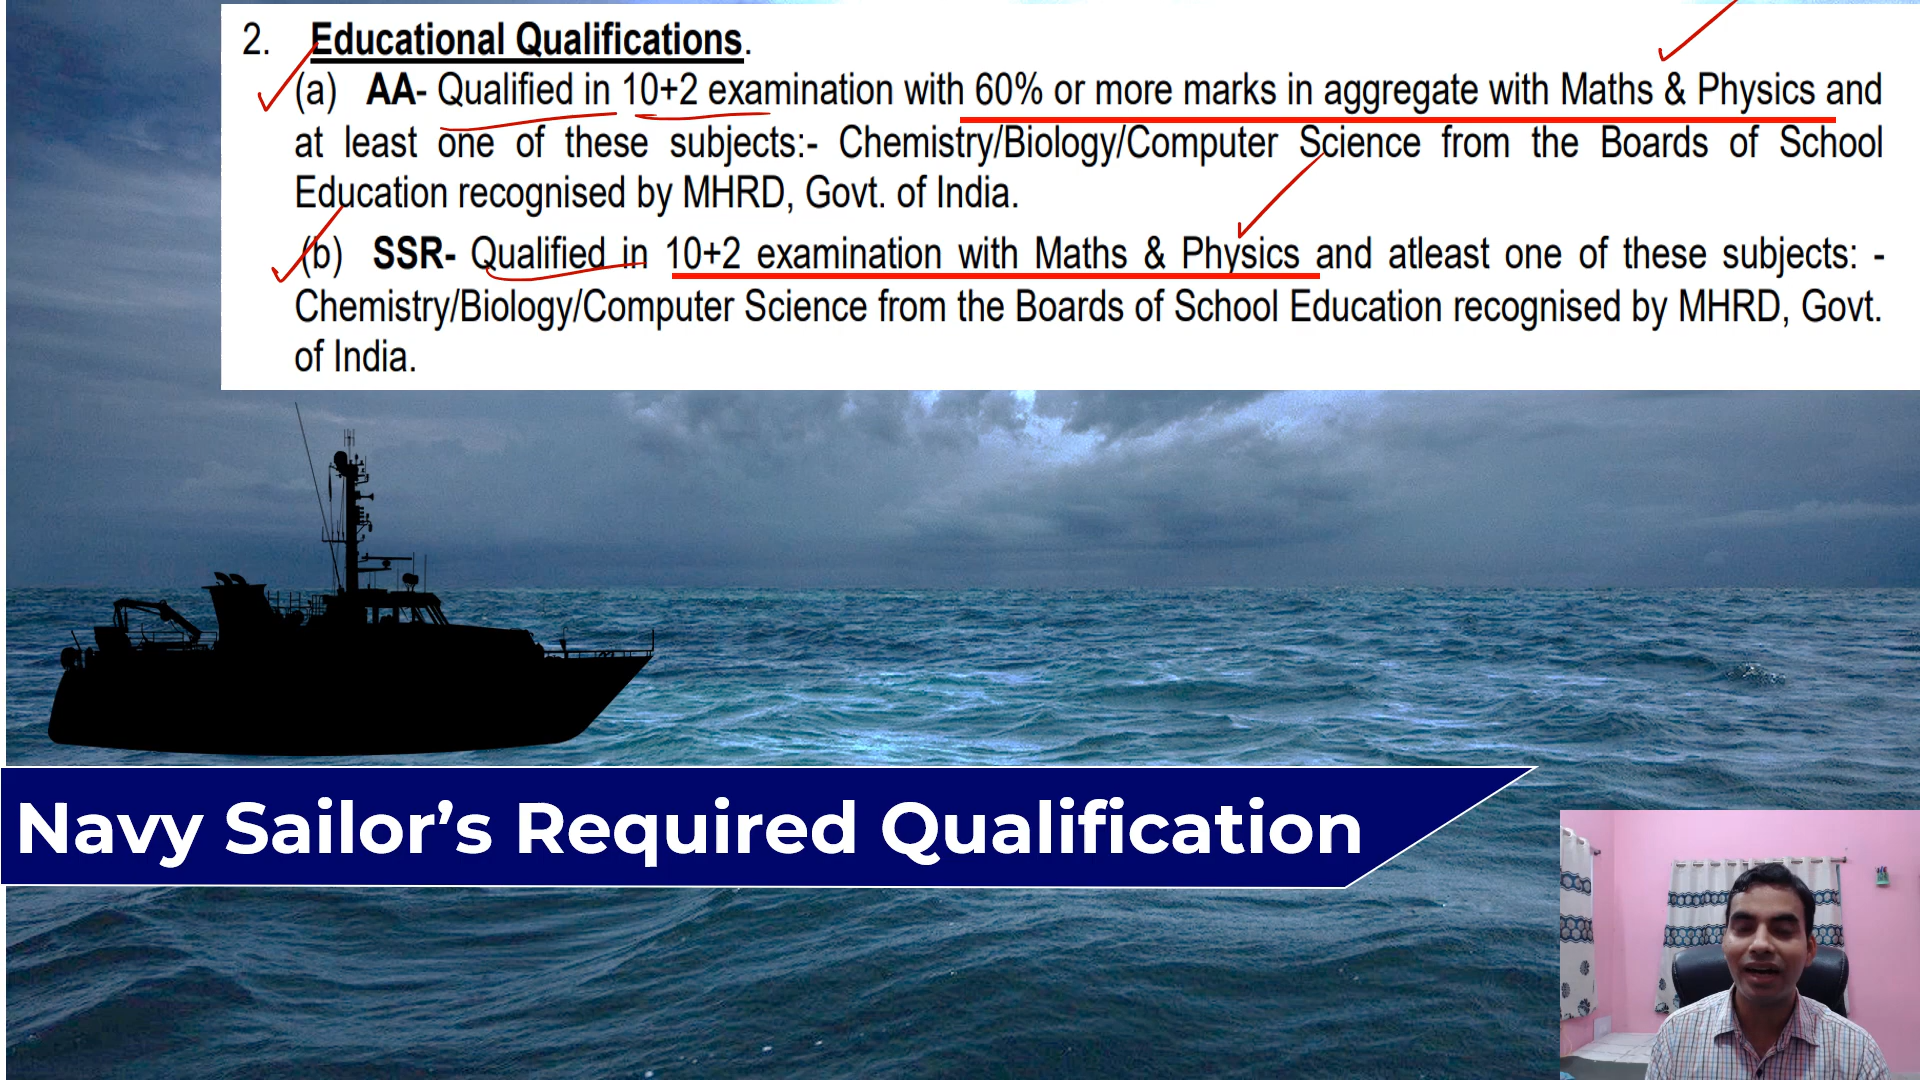 2. Educational Qualifications.
(a) AA- Qualified in 10+2 examination with 60% or more marks in aggregate with Maths & Physics and
at least one of these subjects:- Chemistry/Biology/Computer Science from the Boards of School
Education recognised by MHRD, Govt. of India.
(b) SSR- Qualified in 10+2 examination with Maths & Physics and atleast one of these subjects: -
Chemistry/Biology/Computer Science from the Boards of School Education recognised by MHRD, Govt.
of India.
Navy Sailor’s Required Qualification